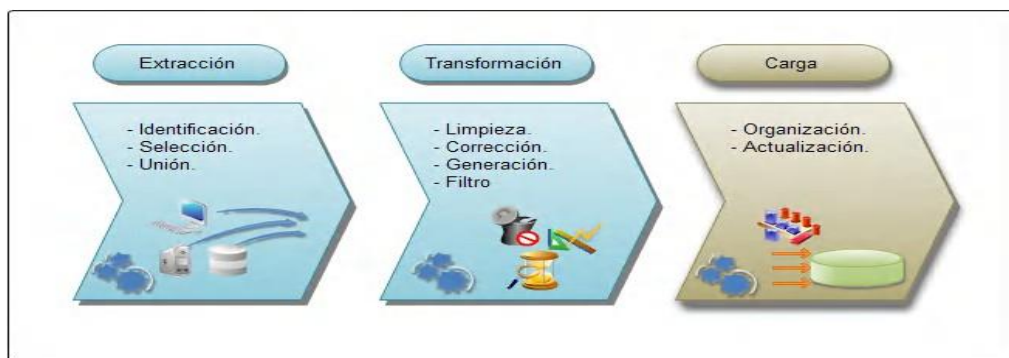 Extracción
- Identificación.
- Selección.
- Unión.
Transformación
- Limpieza.
- Corrección.
- Generación.
- Filtro
Carga
- Organización.
- Actualización.